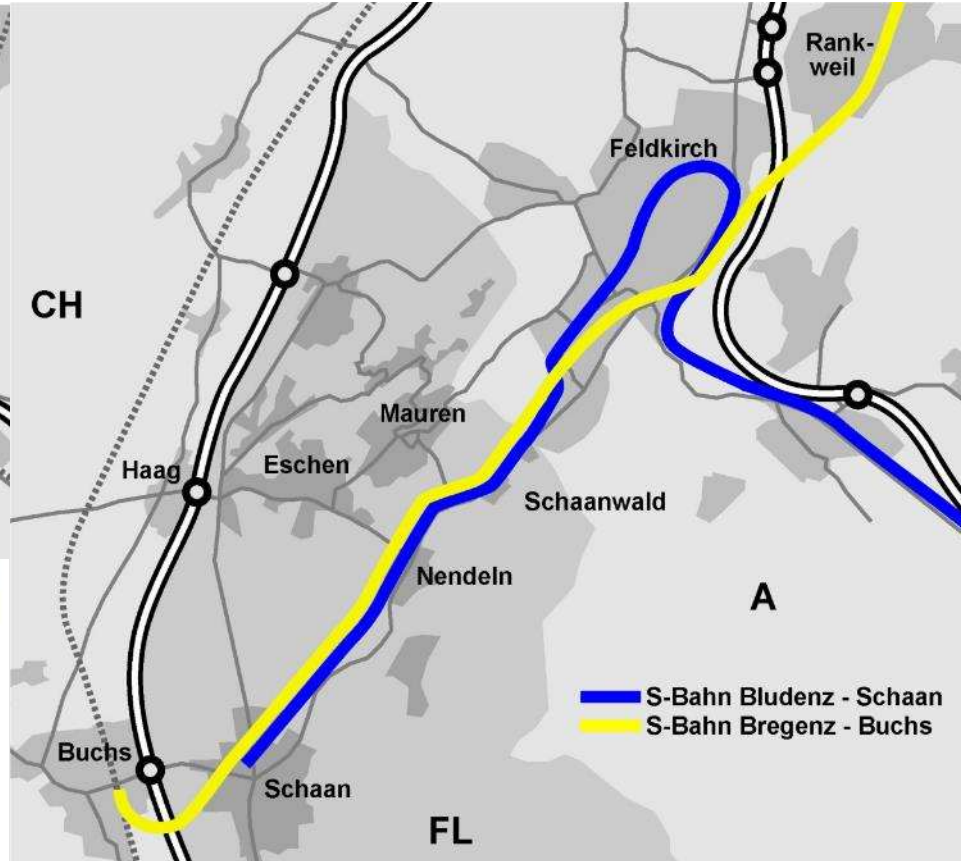 Rank-
weil
Feldkirch
CH
Mauren
Haag
Eschen
Schaanwald
Nendeln
A
S-Bahn Bludenz - Schaan
S-Bahn Bregenz - Buchs
Buchs
Schaan
FL